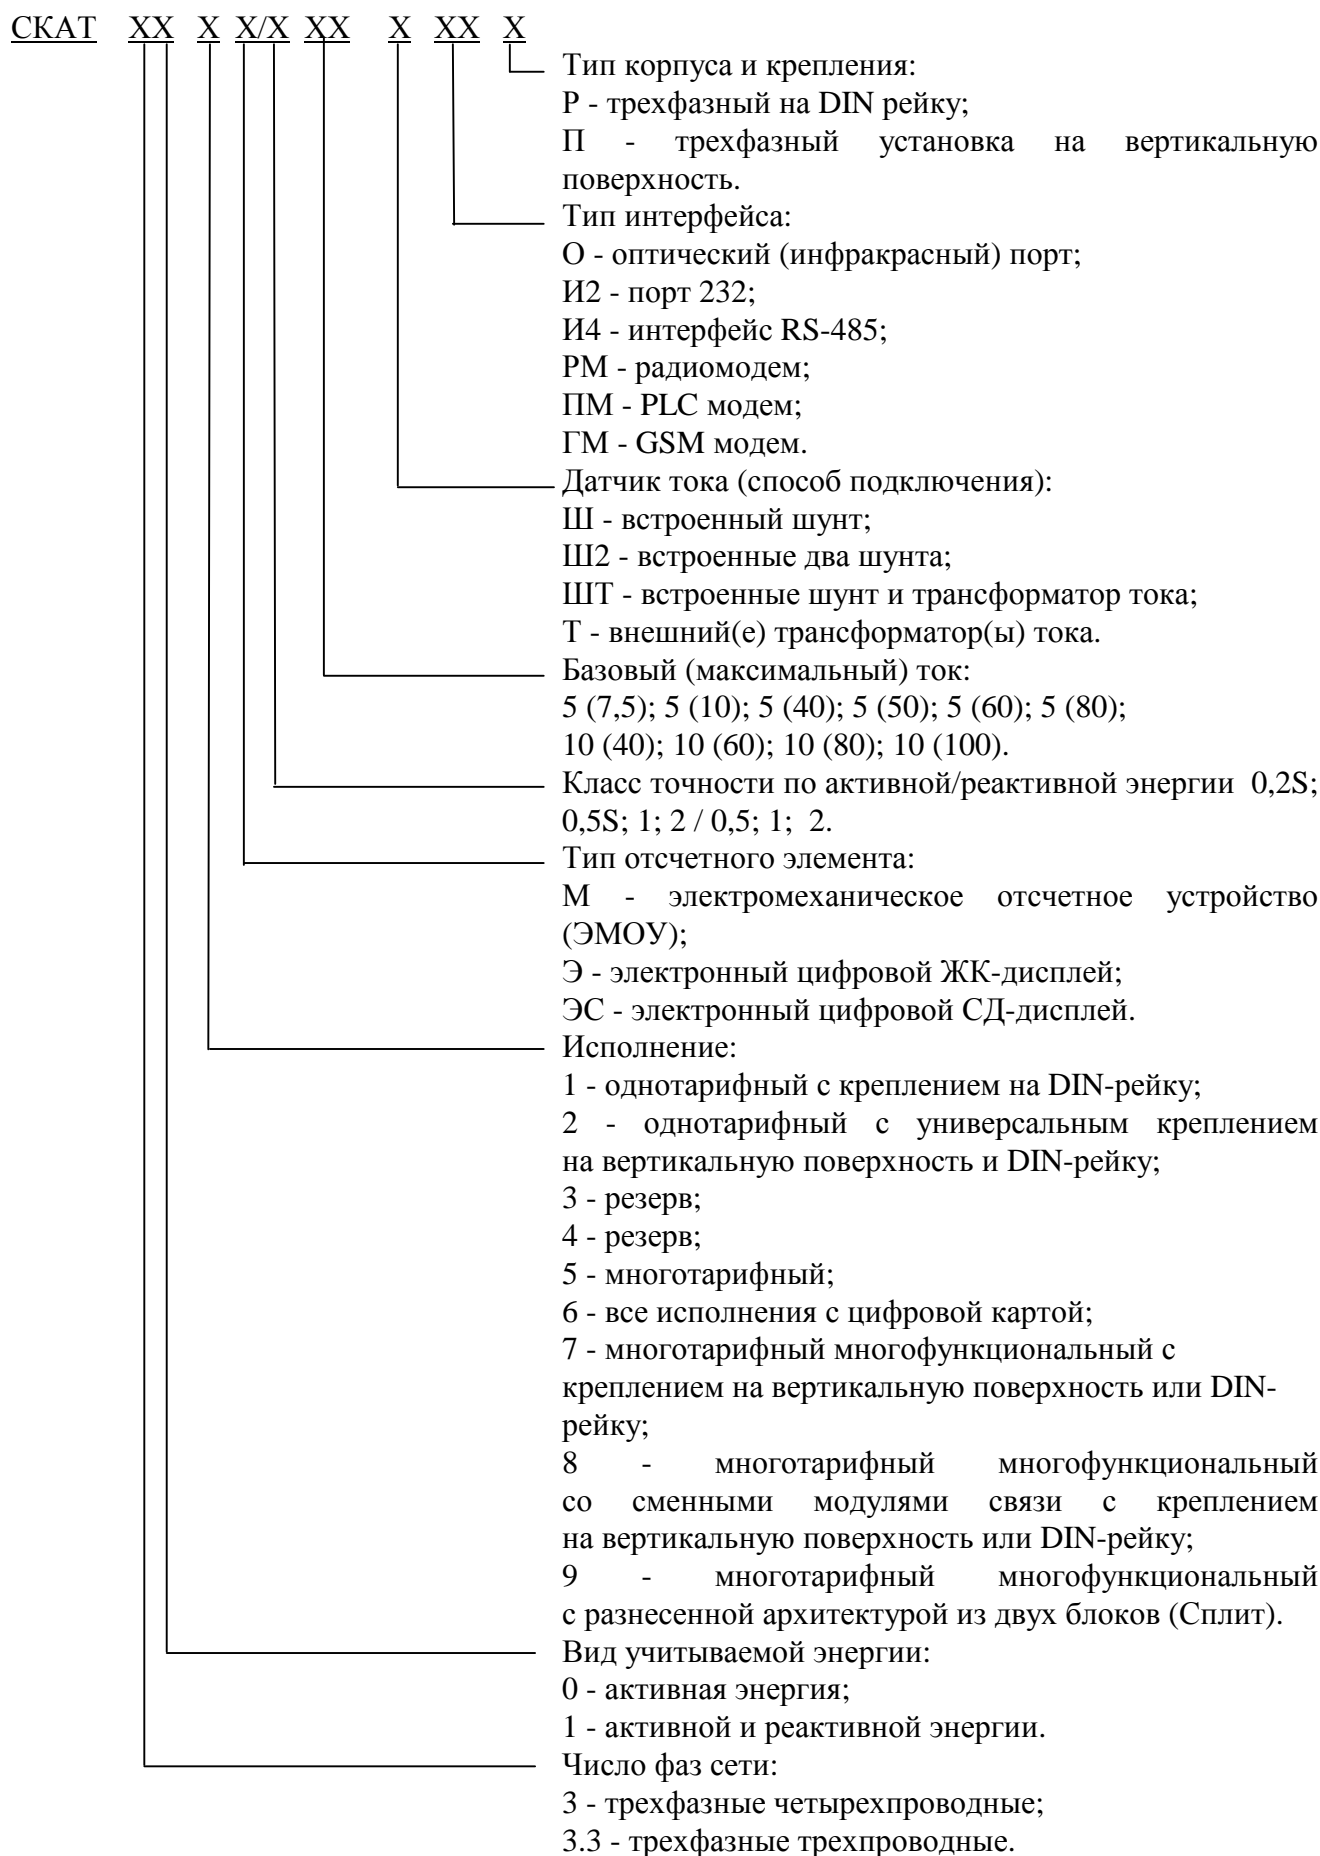 СКАТ ХХ Х Х/Х ХХ Х ХХ Х
Тип корпуса и крепления:
Р - трехфазный на DIN рейку;
П - трехфазный установка на вертикальную
поверхность.
Тип интерфейса:
О - оптический (инфракрасный) порт;
И2 - порт 232;
И4 - интерфейс RS-485;
РМ - радиомодем;
ПМ - PLC модем;
ГМ - GSM модем.
Датчик тока (способ подключения):
Ш - встроенный шунт;
Ш2 - встроенные два шунта;
ШТ - встроенные шунт и трансформатор тока;
Т - внешний(е) трансформатор(ы) тока.
Базовый (максимальный) ток:
5 (7,5); 5 (10); 5 (40); 5 (50); 5 (60); 5 (80);
10 (40); 10 (60); 10 (80); 10 (100).
Класс точности по активной/реактивной энергии 0,2S;
0,5S; 1; 2 / 0,5; 1; 2.
Тип отсчетного элемента:
М - электромеханическое отсчетное устройство
(ЭМОУ);
Э - электронный цифровой ЖК-дисплей;
ЭС - электронный цифровой СД-дисплей.
Исполнение:
1 - однотарифный с креплением на DIN-рейку;
2 - однотарифный с универсальным креплением
на вертикальную поверхность и DIN-рейку;
3 - резерв;
4 - резерв;
5 - многотарифный;
6 - все исполнения с цифровой картой;
7 - многотарифный многофункциональный с
креплением на вертикальную поверхность или DIN-
рейку;
8 - многотарифный многофункциональный
со сменными модулями связи с креплением
на вертикальную поверхность или DIN-рейку;
9 - многотарифный многофункциональный
с разнесенной архитектурой из двух блоков (Сплит).
Вид учитываемой энергии:
0 - активная энергия;
1 - активной и реактивной энергии.
Число фаз сети:
3 - трехфазные четырехпроводные;
3.3 - трехфазные трехпроводные.